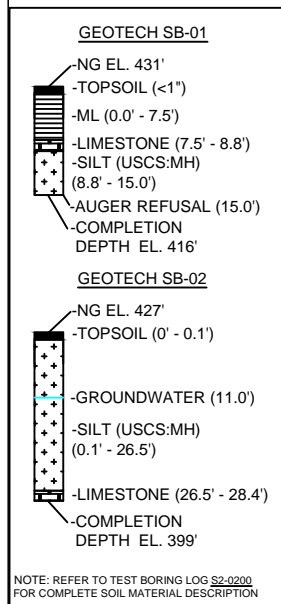 GEOTECH SB-01
-NG EL. 431'
-TOPSOIL (<1")
-ML (0.0' - 7.5')
-LIMESTONE (7.5' - 8.8')
-SILT (USCS:MH)
(8.8' - 15.0')
-AUGER REFUSAL (15.0')
-COMPLETION
DEPTH EL. 416'
GEOTECH SB-02
-NG EL. 427'
-TOPSOIL (0' - 0.1')
-GROUNDWATER (11.0')
-SILT (USCS:MH)
(0.1' - 26.5')
-LIMESTONE (26.5' - 28.4')
-COMPLETION
DEPTH EL. 399'
NOTE: REFER TO TEST BORING LOG S2-0200
FOR COMPLETE SOIL MATERIAL DESCRIPTION